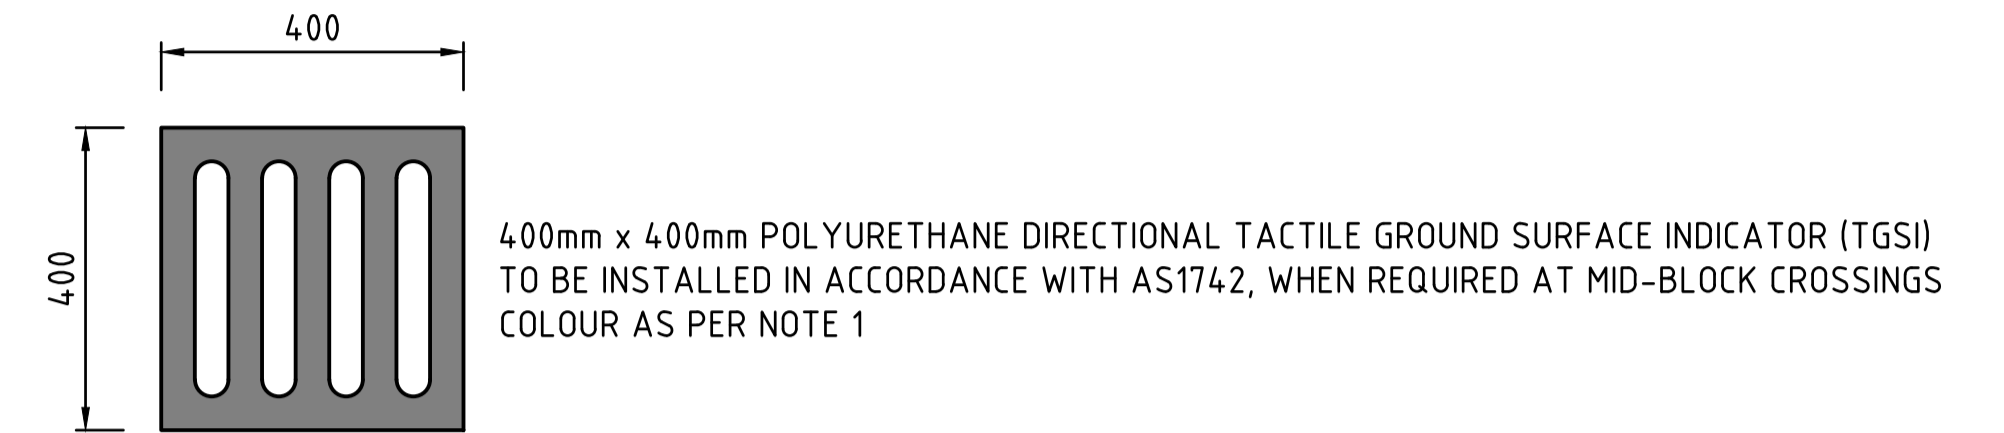 400
400
400mm x 400mm POLYURETHANE DIRECTIONAL TACTILE GROUND SURFACE INDICATOR (TGSI)
TO BE INSTALLED IN ACCORDANCE WITH AS1742, WHEN REQUIRED AT MID-BLOCK CROSSINGS
COLOUR AS PER NOTE 1